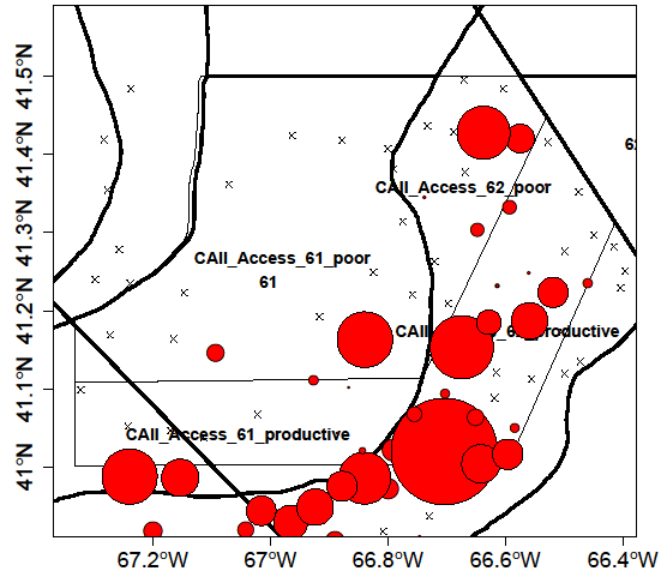 41.5°N
41.4°N
CAII_Access_62_poor
41.3°N
CAII_Access_61_poor
61
41.2°N
productive
41.1°N
CAII_Access_61_productive
41°N
67.2°W 67°W 66.8°W 66.6°W 66.4°W